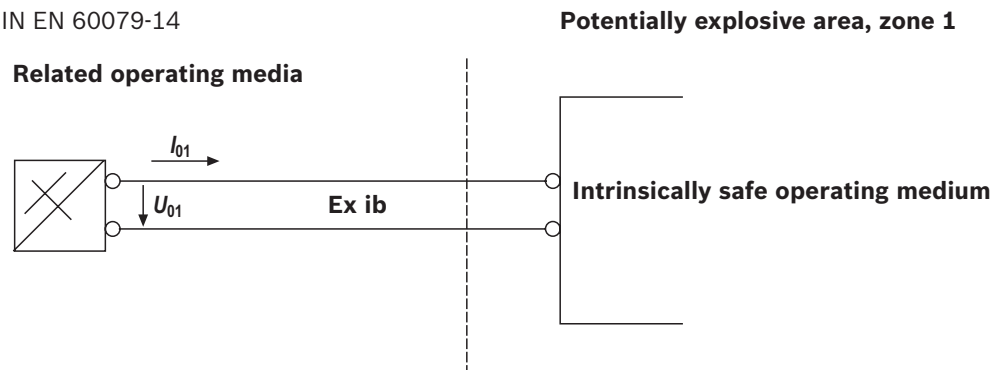 IN EN 60079-14
Potentially explosive area, zone 1
Related operating media
I01
U01
Ex ib
Intrinsically safe operating medium